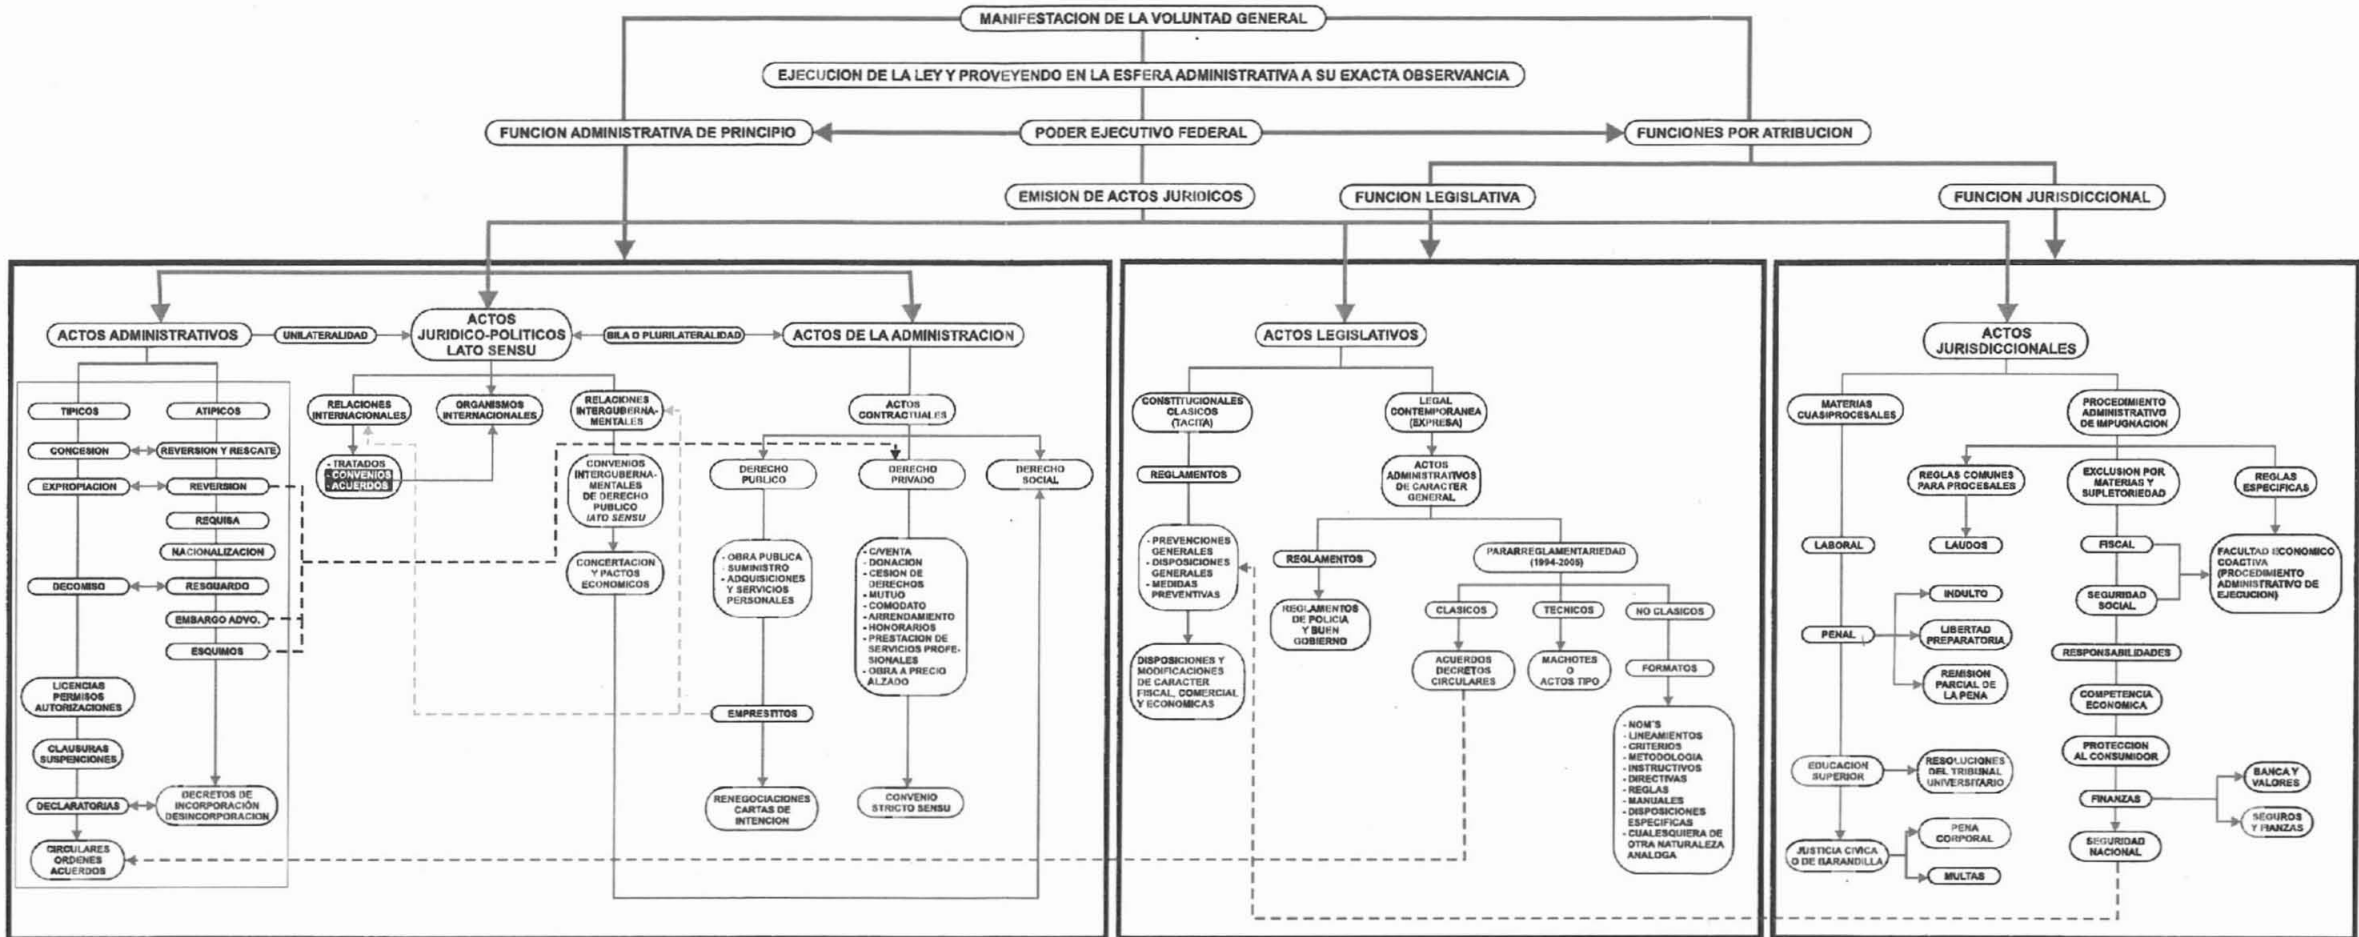 MANIFESTACION DE LA VOLUNTAD GENERAL
EJECUCION DE LA LEY Y PROVEYENDO EN LA ESFERA ADMINISTRATIVA A SU EXACTA OBSERVANCIA
FUNCION ADMINISTRATIVA DE PRINCIPIO
PODER EJECUTIVO FEDERAL
FUNCIONES POR ATRIBUCION
EMISION DE ACTOS JURIDICOS
FUNCION LEGISLATIVA
FUNCION JURISDICCIONAL
ACTOS ADMINISTRATIVOS
UNILATERALIDAD
ACTOS
JURIDICO-POLITICOS
LATO SENSU
BILA O PLURILATERALIDAD
ACTOS DE LA ADMINISTRACION
TIPICOS
ATIPICOS
CONCESION
REVERSION Y RESCATE
EXPROPIACION
REVERSION
REQUISA
NACIONALIZACION
DECOMISO
RESGUARDO
EMBARGO ADVO.
ESQUIMOS
LICENCIAS
PERMISOS
AUTORIZACIONES
CLAUSURAS
SUSPENCIONES
DECLARATORIAS
DECRETOS DE
INCORPORACIÓN
DESINCORPORACION
CIRCULARES
ORDENES
ACUERDOS
RELACIONES
INTERNACIONALES
- TRATADOS
- CONVENIOS
- ACUERDOS
ORGANISMOS
INTERNACIONALES
RELACIONES
INTERGUBERNA-
MENTALES
CONVENIOS
INTERGUBERNA-
MENTALES
DE DERECHO
PUBLICO
LATO SENSU
CONCERTACION
Y PACTOS
ECONOMICOS
ACTOS
CONTRACTUALES
DERECHO
PUBLICO
DERECHO
PRIVADO
DERECHO
SOCIAL
- OBRA PUBLICA
- SUMINISTRO
- ADQUISICIONES
Y SERVICIOS
PERSONALES
- C/VENTA
- DONACION
- CESION DE
DERECHOS
- MUTUO
- COMODATO
- ARRENDAMIENTO
- HONORARIOS
- PRESTACION DE
SERVICIOS PROFE-
SIONALES
- OBRA A PRECIO
ALZADO
EMPRESTITOS
RENEGOCIACIONES
CARTAS DE
INTENCION
CONVENIO
STRICTO SENSU
ACTOS LEGISLATIVOS
CONSTITUCIONALES
CLASICOS
(TACITA)
REGLAMENTOS
- PREVENCIONES
GENERALES
- DISPOSICIONES
GENERALES
- MEDIDAS
PREVENTIVAS
DISPOSICIONES Y
MODIFICACIONES
DE CARACTER
FISCAL, COMERCIAL
Y ECONOMICAS
LEGAL
CONTEMPORANEA
(EXPRESA)
ACTOS
ADMINISTRATIVOS
DE CARACTER
GENERAL
REGLAMENTOS
REGLAMENTOS
DE POLICIA
Y BUEN
GOBIERNO
PARARREGLAMENTARIEDAD
(1994-2005)
CLASICOS
TECNICOS
NO CLASICOS
ACUERDOS
DECRETOS
CIRCULARES
MACHOTES
O
ACTOS TIPO
FORMATOS
- NOM'S
- LINEAMIENTOS
- CRITERIOS
- METODOLOGIA
- INSTRUCTIVOS
- DIRECTIVAS
- REGLAS
- MANUALES
- DISPOSICIONES
ESPECIFICAS
- CUALESQUIERA DE
OTRA NATURALEZA
ANALOGA
ACTOS
JURISDICCIONALES
MATERIAS
CUASIPROCESALES
PROCEDIMIENTO
ADMINISTRATIVO
DE IMPUGNACION
REGLAS COMUNES
PARA PROCESALES
EXCLUSION POR
MATERIAS Y
SUPLETORIEDAD
REGLAS
ESPECIFICAS
LABORAL
LAUDOS
FISCAL
SEGURIDAD
SOCIAL
FACULTAD ECONOMICO
COACTIVA
(PROCEDIMIENTO
ADMINISTRATIVO DE
EJECUCION)
PENAL
INDULTO
LIBERTAD
PREPARATORIA
REMISION
PARCIAL DE
LA PENA
RESPONSABILIDADES
COMPETENCIA
ECONOMICA
PROTECCION
AL CONSUMIDOR
EDUCACION
SUPERIOR
RESOLUCIONES
DEL TRIBUNAL
UNIVERSITARIO
FINANZAS
BANCA Y
VALORES
SEGUROS
Y FIANZAS
JUSTICIA CIVICA
O DE BARANDILLA
PENA
CORPORAL
MULTAS
SEGURIDAD
NACIONAL